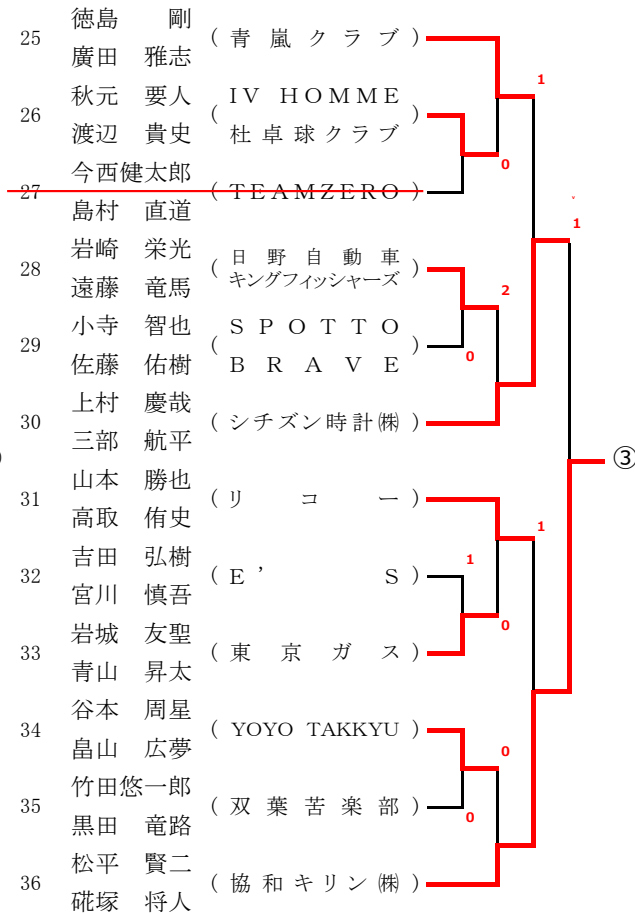 徳島 剛
25 (青嵐クラブ)
廣田 雅志
1
秋元 要人 IV HOMME
26 ( )
渡辺 貴史 杜卓球クラブ
0
今西健太郎
27 (TEAMZERO)
島村 直道
1
岩崎 栄光 日野自動車
28 ( )
遠藤 竜馬 キングフィッシャーズ
2
小寺 智也 SPOTTO
29 ( )
0
佐藤 佑樹 BRAVE
上村 慶哉
30 (シチズン時計㈱)
三部 航平
③
山本 勝也
31 (リコー)
高取 侑史
1
吉田 弘樹
1
32 (E’S)
宮川 慎吾
0
岩城 友聖
33 (東京ガス)
青山 昇太
谷本 周星
34 (YOYO TAKKYU)
0
畠山 広夢
竹田悠一郎
35 (双葉苦楽部)
0
黒田 竜路
松平 賢二
36 (協和キリン㈱)
硴塚 将人